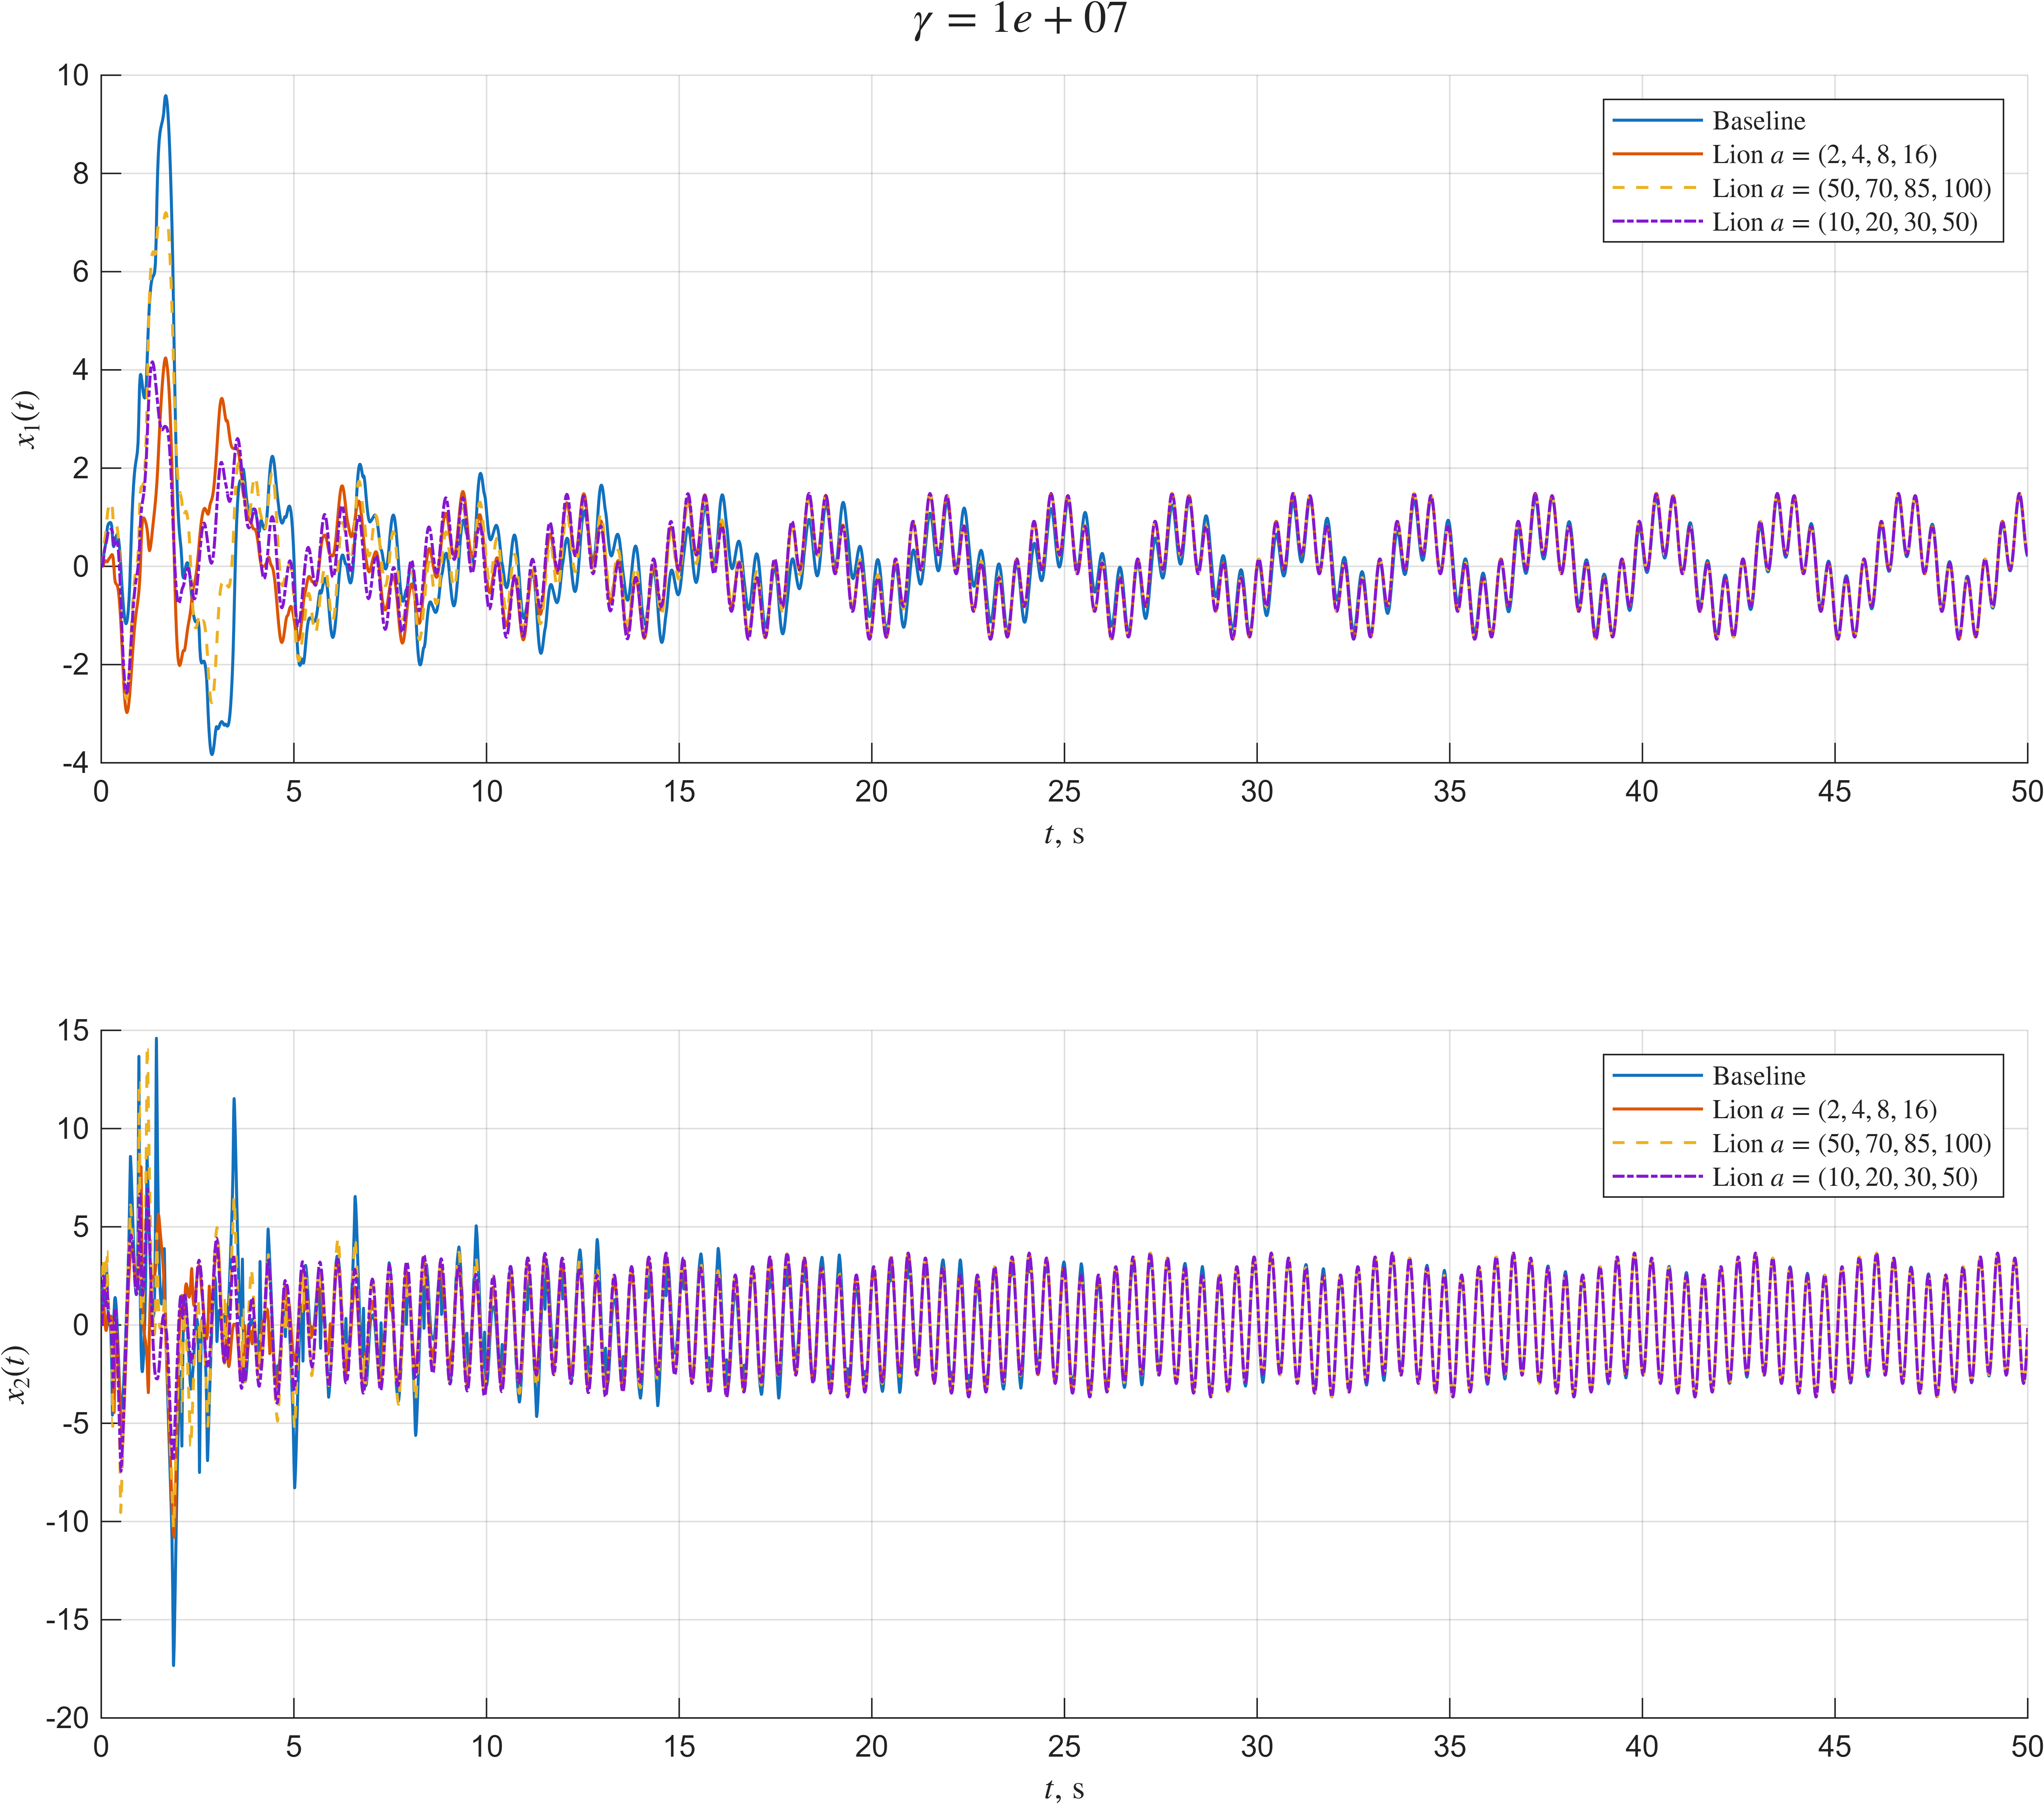 γ = 1e + 07
10
8
6
4
2
0
-2
-4
x₁(t)
Baseline
Lion a = (2, 4, 8, 16)
Lion a = (50, 70, 85, 100)
Lion a = (10, 20, 30, 50)
0 5 10 15 20 25 30 35 40 45 50
t, s
15
10
5
0
-5
-10
-15
-20
x₂(t)
Baseline
Lion a = (2, 4, 8, 16)
Lion a = (50, 70, 85, 100)
Lion a = (10, 20, 30, 50)
0 5 10 15 20 25 30 35 40 45 50
t, s